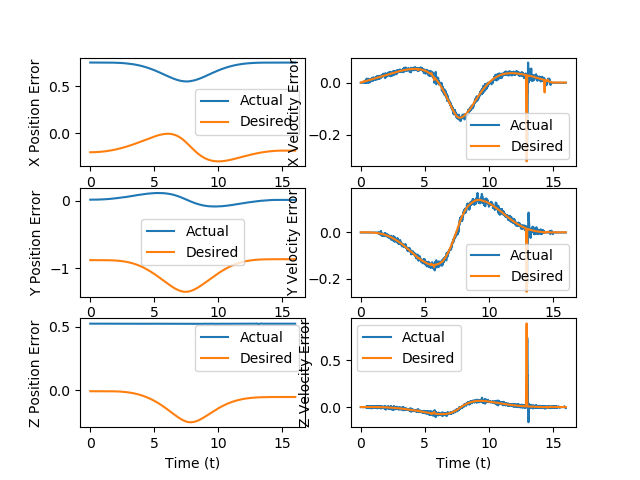 X Position Error
0.5
0.0
Actual
Desired
0
5
10
15
X Velocity Error
0.0
−0.2
Actual
Desired
0
5
10
15
Y Position Error
0
−1
Actual
Desired
0
5
10
15
Y Velocity Error
0.0
−0.2
Actual
Desired
0
5
10
15
Z Position Error
0.5
0.0
Actual
Desired
0
5
10
15
Time (t)
Z Velocity Error
0.5
0.0
Actual
Desired
0
5
10
15
Time (t)